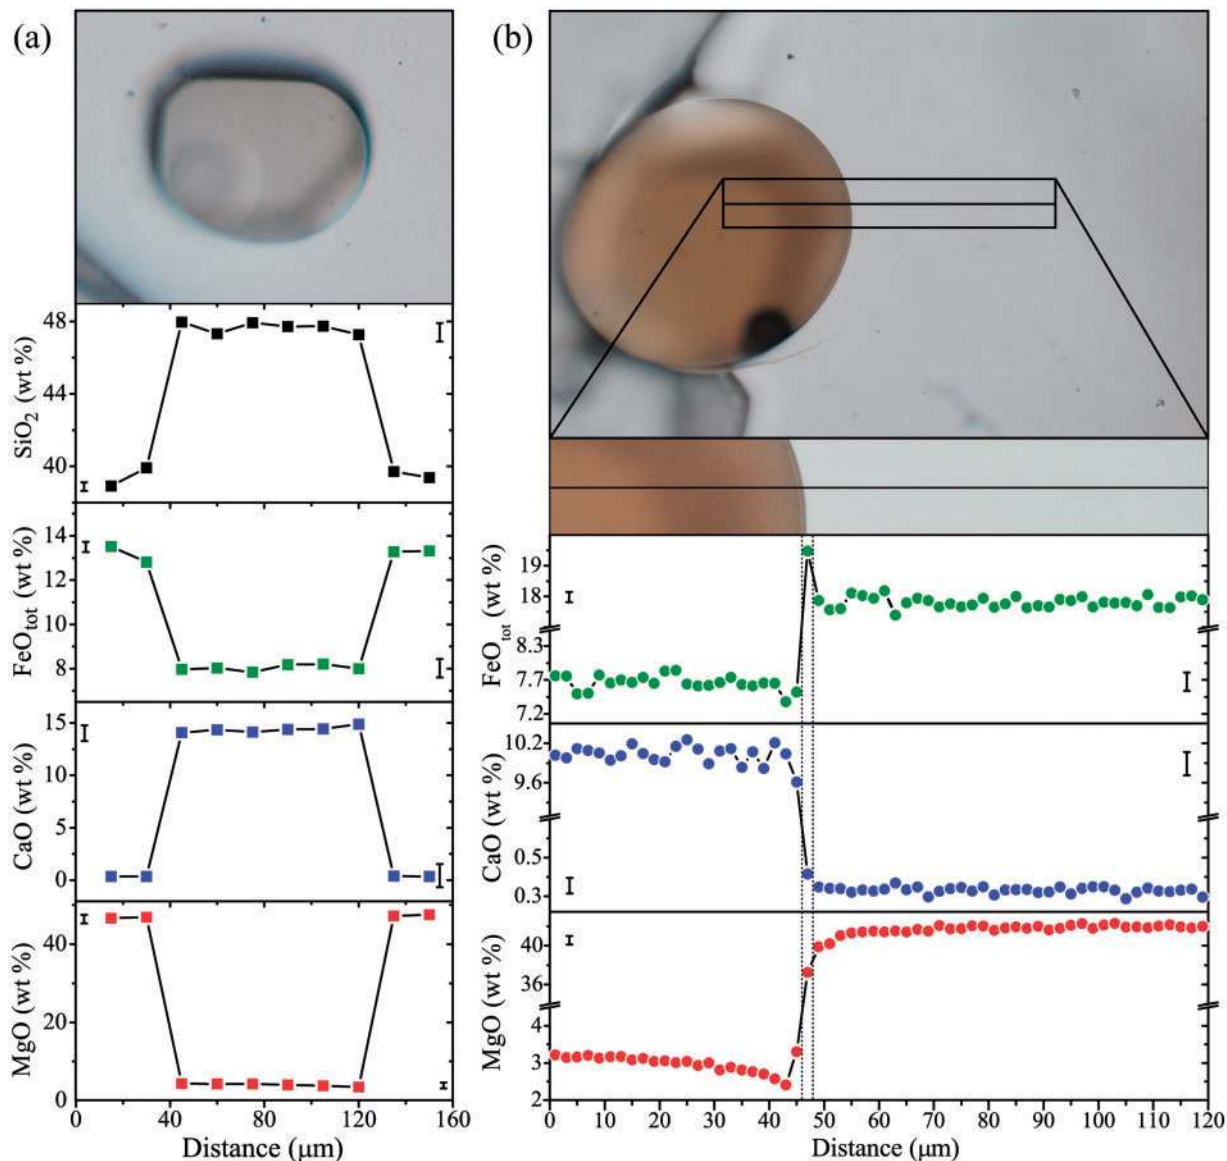 (a)
SiO₂ (wt %)
48
44
40
FeO_tot (wt %)
14
12
10
8
CaO (wt %)
15
10
5
0
MgO (wt %)
40
20
0
0 40 80 120 160
Distance (μm)
(b)
FeO_tot (wt %)
19
18
8.3
7.7
7.2
CaO (wt %)
10.2
9.6
0.5
0.3
MgO (wt %)
40
36
4
3
2
0 10 20 30 40 50 60 70 80 90 100 110 120
Distance (μm)